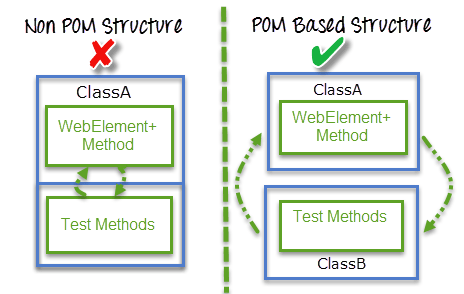 Non POM Structure
ClassA
WebElement+
Method
Test Methods
POM Based Structure
ClassA
WebElement+
Method
Test Methods
ClassB